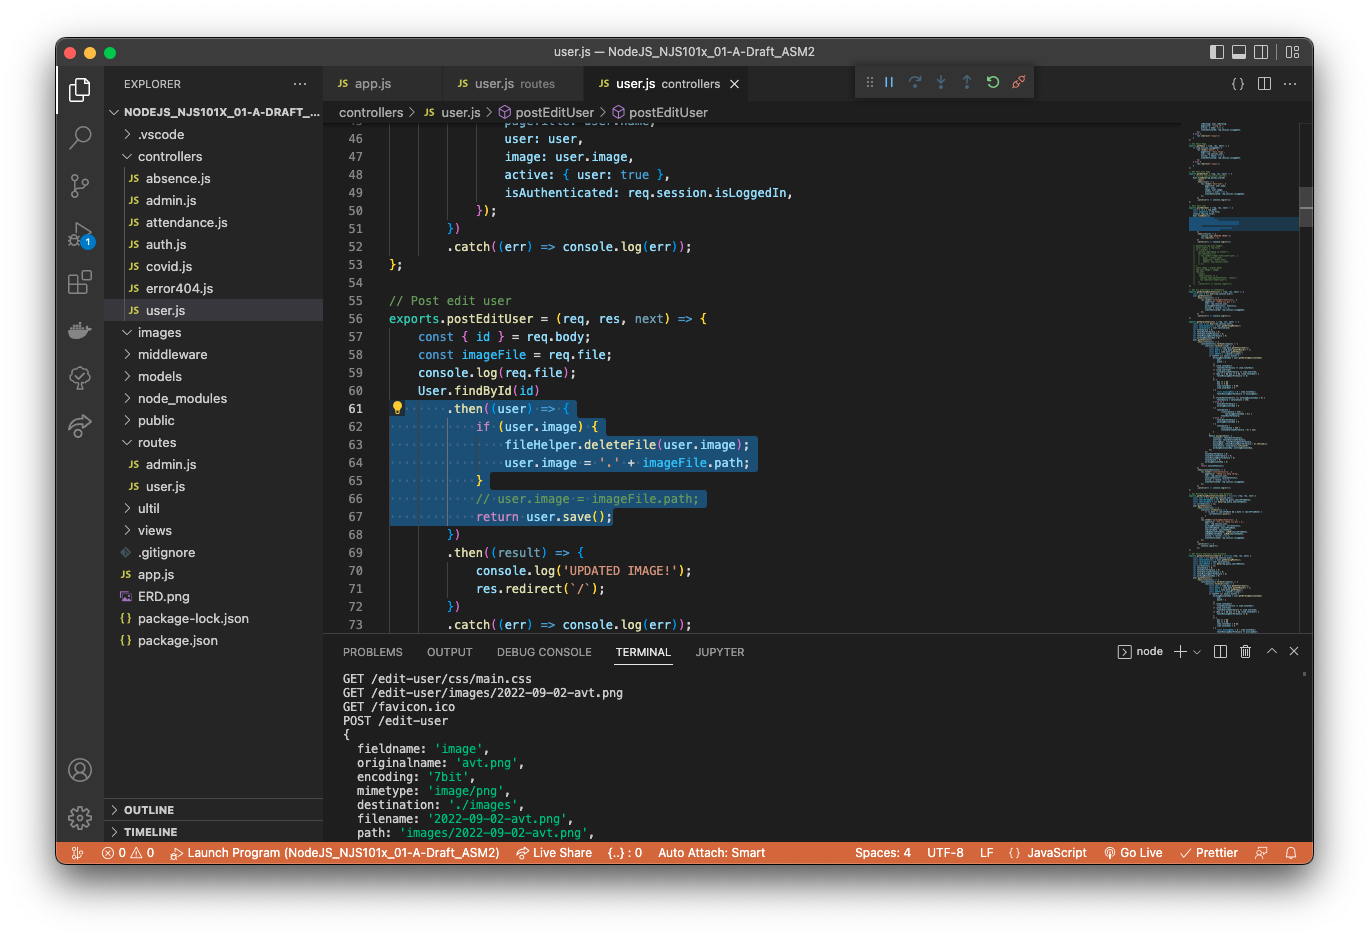 user.js — NodeJS_NJS101x_01-A-Draft_ASM2
EXPLORER
NODEJS_NJS101X_01-A-DRAFT_...
.vscode
controllers
JS absence.js
JS admin.js
JS attendance.js
JS auth.js
JS covid.js
JS error404.js
JS user.js
images
middleware
models
node_modules
public
routes
JS admin.js
JS user.js
ultil
views
.gitignore
JS app.js
ERD.png
{} package-lock.json
{} package.json
OUTLINE
TIMELINE
1
JS app.js
JS user.js routes
JS user.js controllers
controllers > JS user.js > postEditUser > postEditUser
46 user: user,
47 image: user.image,
48 active: { user: true },
49 isAuthenticated: req.session.isLoggedIn,
50 });
51 })
52 .catch((err) => console.log(err));
53 };
54
55 // Post edit user
56 exports.postEditUser = (req, res, next) => {
57 const { id } = req.body;
58 const imageFile = req.file;
59 console.log(req.file);
60 User.findById(id)
61 .then((user) => {
62 if (user.image) {
63 fileHelper.deleteFile(user.image);
64 user.image = '.' + imageFile.path;
65 }
66 // user.image = imageFile.path;
67 return user.save();
68 })
69 .then((result) => {
70 console.log('UPDATED IMAGE!');
71 res.redirect(`/`);
72 })
73 .catch((err) => console.log(err));
PROBLEMS OUTPUT DEBUG CONSOLE TERMINAL JUPYTER
node
GET /edit-user/css/main.css
GET /edit-user/images/2022-09-02-avt.png
GET /favicon.ico
POST /edit-user
{
fieldname: 'image',
originalname: 'avt.png',
encoding: '7bit',
mimetype: 'image/png',
destination: './images',
filename: '2022-09-02-avt.png',
path: 'images/2022-09-02-avt.png',
0 0 Launch Program (NodeJS_NJS101x_01-A-Draft_ASM2) Live Share {..} : 0 Auto Attach: Smart Spaces: 4 UTF-8 LF {} JavaScript Go Live Prettier